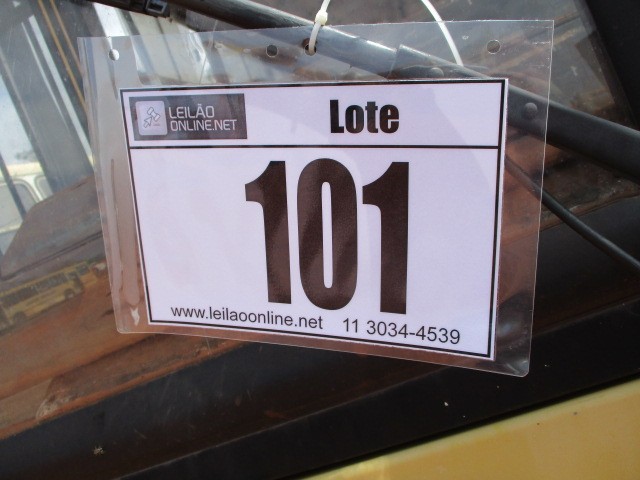 LEILÃO
ONLINE.NET
Lote
101
www.leilaoonline.net 11 3034-4539